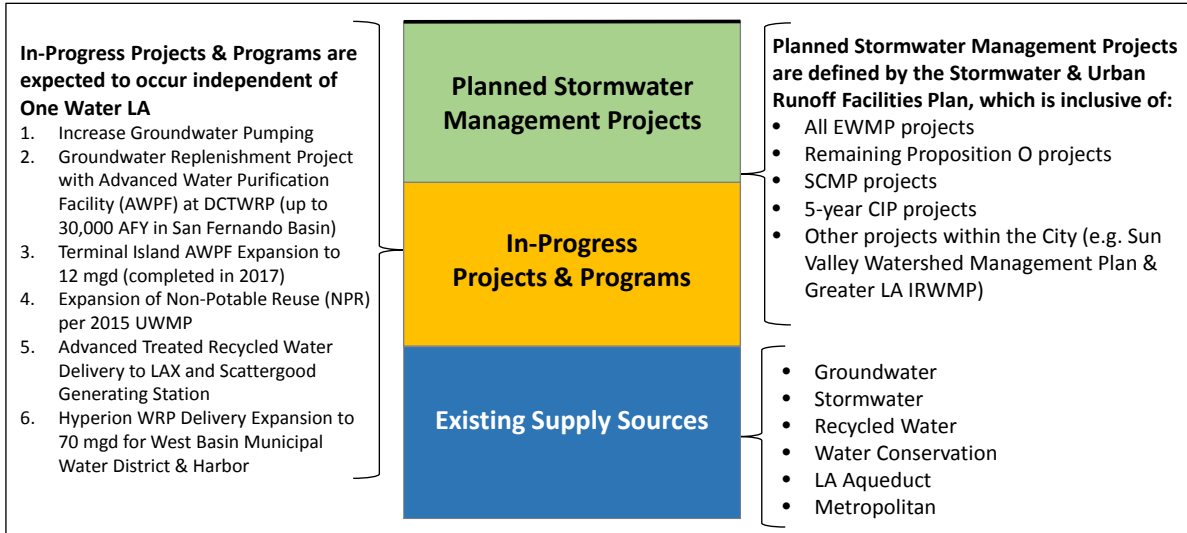 In-Progress Projects & Programs are
expected to occur independent of
One Water LA
1. Increase Groundwater Pumping
2. Groundwater Replenishment Project
with Advanced Water Purification
Facility (AWPF) at DCTWRP (up to
30,000 AFY in San Fernando Basin)
3. Terminal Island AWPF Expansion to
12 mgd (completed in 2017)
4. Expansion of Non-Potable Reuse (NPR)
per 2015 UWMP
5. Advanced Treated Recycled Water
Delivery to LAX and Scattergood
Generating Station
6. Hyperion WRP Delivery Expansion to
70 mgd for West Basin Municipal
Water District & Harbor
Planned Stormwater
Management Projects
In-Progress
Projects & Programs
Existing Supply Sources
Planned Stormwater Management Projects
are defined by the Stormwater & Urban
Runoff Facilities Plan, which is inclusive of:
• All EWMP projects
• Remaining Proposition O projects
• SCMP projects
• 5-year CIP projects
• Other projects within the City (e.g. Sun
Valley Watershed Management Plan &
Greater LA IRWMP)
• Groundwater
• Stormwater
• Recycled Water
• Water Conservation
• LA Aqueduct
• Metropolitan